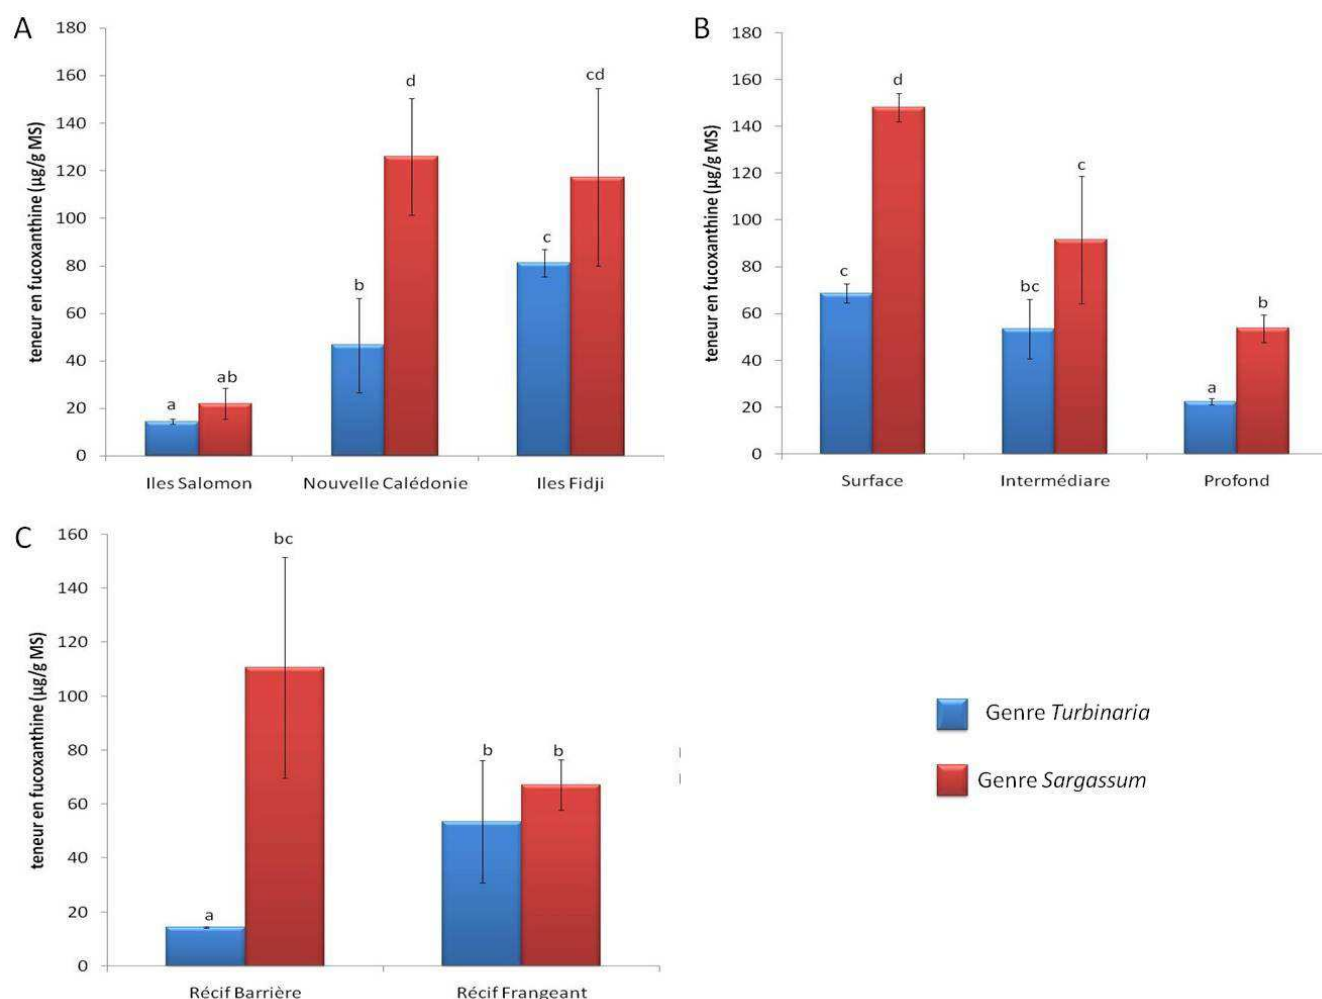 A
teneur en fucoxanthine (µg/g MS)
180
160
140
120
100
80
60
40
20
0
a
ab
b
d
c
cd
Iles Salomon
Nouvelle Calédonie
Iles Fidji
B
teneur en fucoxanthine (µg/g MS)
180
160
140
120
100
80
60
40
20
0
c
d
bc
c
a
b
Surface
Intermédiare
Profond
C
teneur en fucoxanthine (µg/g MS)
160
140
120
100
80
60
40
20
0
a
bc
b
b
Récif Barrière
Récif Frangeant
Genre Turbinaria
Genre Sargassum